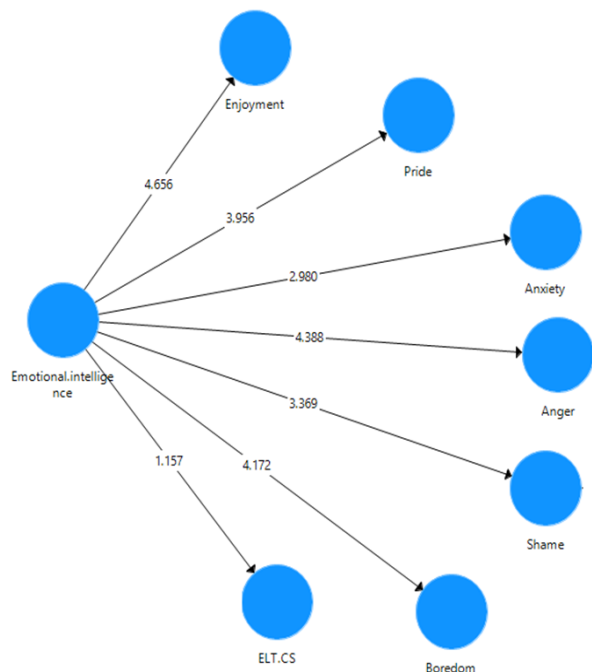 Enjoyment
Pride
4.656
3.956
Anxiety
2.980
4.388
Emotional.intellige
nce
Anger
3.369
1.157
4.172
Shame
ELT.CS
Boredom